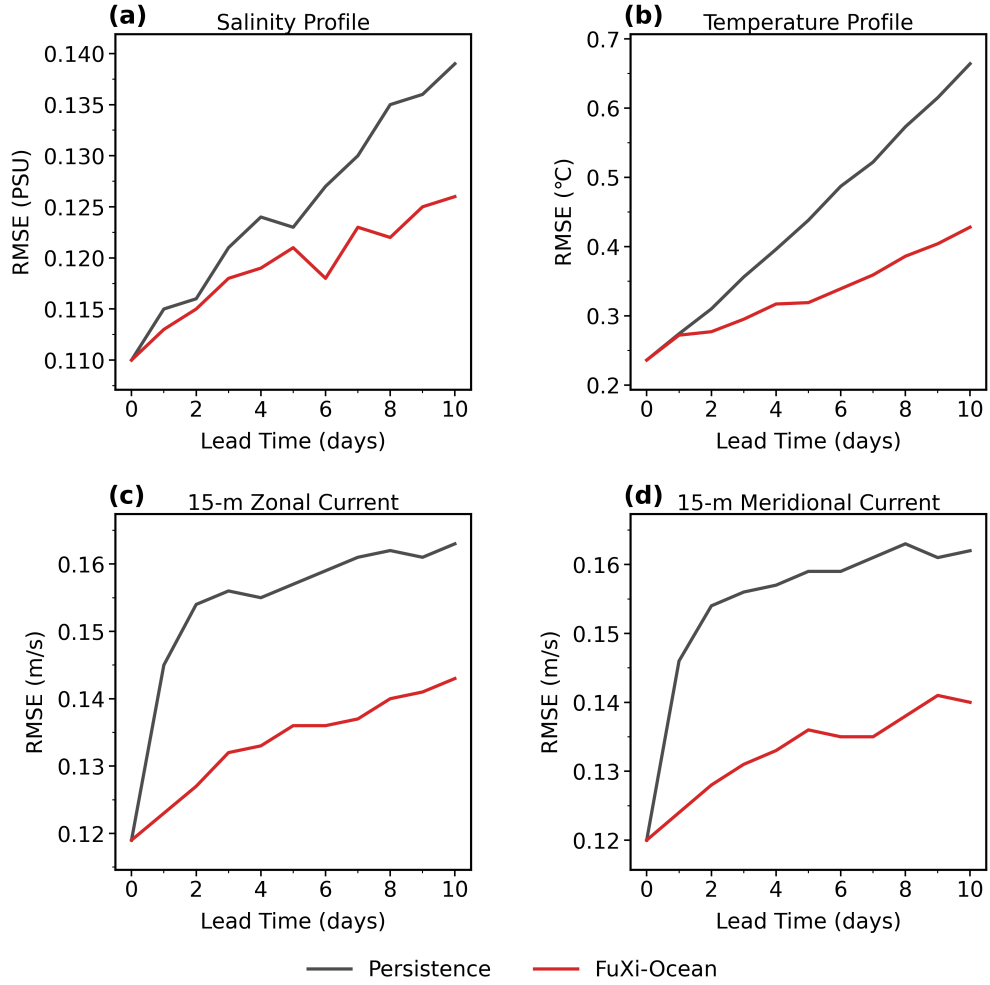 (a) Salinity Profile
RMSE (PSU)
0.140
0.135
0.130
0.125
0.120
0.115
0.110
0 2 4 6 8 10
Lead Time (days)
(b) Temperature Profile
RMSE (℃)
0.7
0.6
0.5
0.4
0.3
0.2
0 2 4 6 8 10
Lead Time (days)
(c) 15-m Zonal Current
RMSE (m/s)
0.16
0.15
0.14
0.13
0.12
0 2 4 6 8 10
Lead Time (days)
(d) 15-m Meridional Current
RMSE (m/s)
0.16
0.15
0.14
0.13
0.12
0 2 4 6 8 10
Lead Time (days)
Persistence FuXi-Ocean